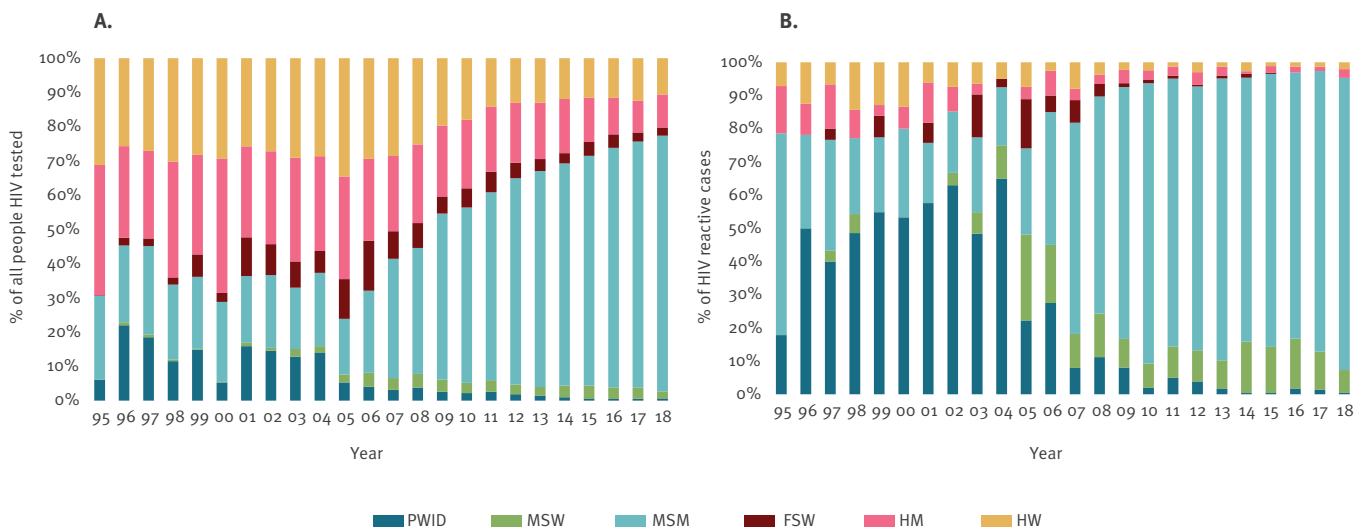 A.
% of all people HIV tested
100%
90%
80%
70%
60%
50%
40%
30%
20%
10%
0%
95 96 97 98 99 00 01 02 03 04 05 06 07 08 09 10 11 12 13 14 15 16 17 18
Year
B.
% of HIV reactive cases
100%
90%
80%
70%
60%
50%
40%
30%
20%
10%
0%
95 96 97 98 99 00 01 02 03 04 05 06 07 08 09 10 11 12 13 14 15 16 17 18
Year
PWID MSW MSM FSW HM HW